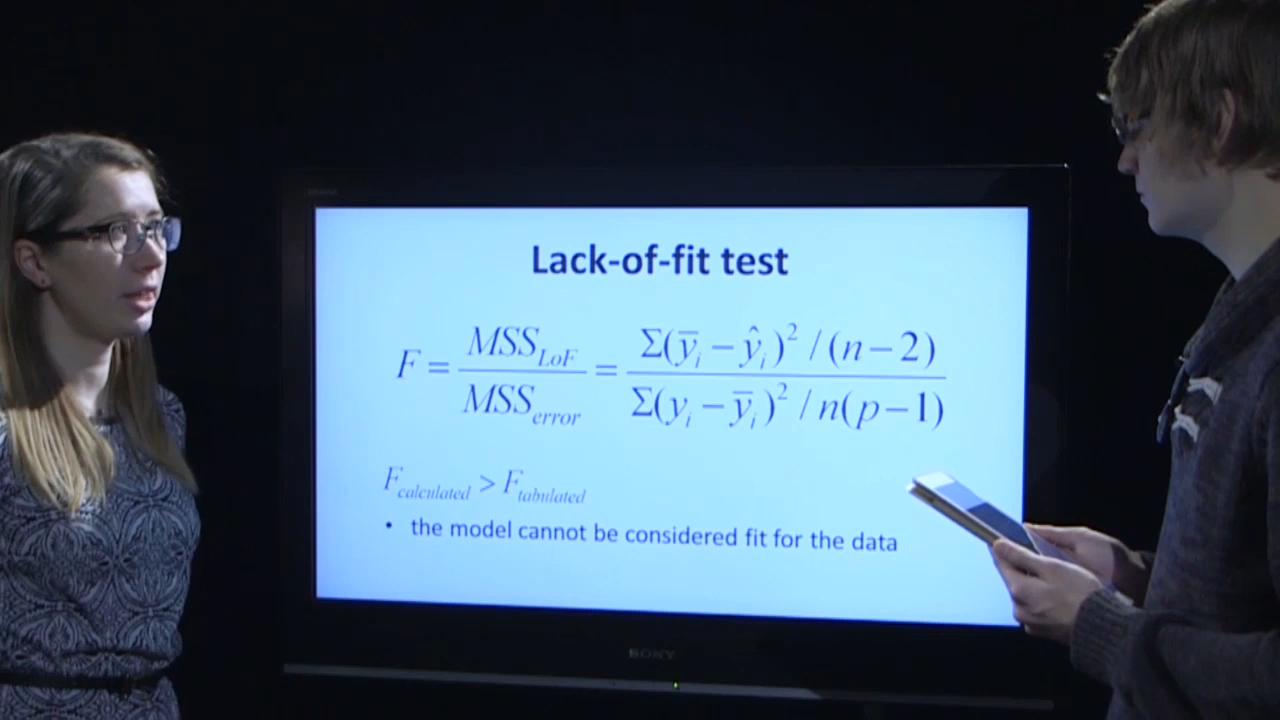 Lack-of-fit test
F = MSS_LoF / MSS_error = Σ(ȳ_i − ŷ_i)² / (n − 2) / Σ(y_i − ȳ_i)² / n(p − 1)
F_calculated > F_tabulated
• the model cannot be considered fit for the data
SONY